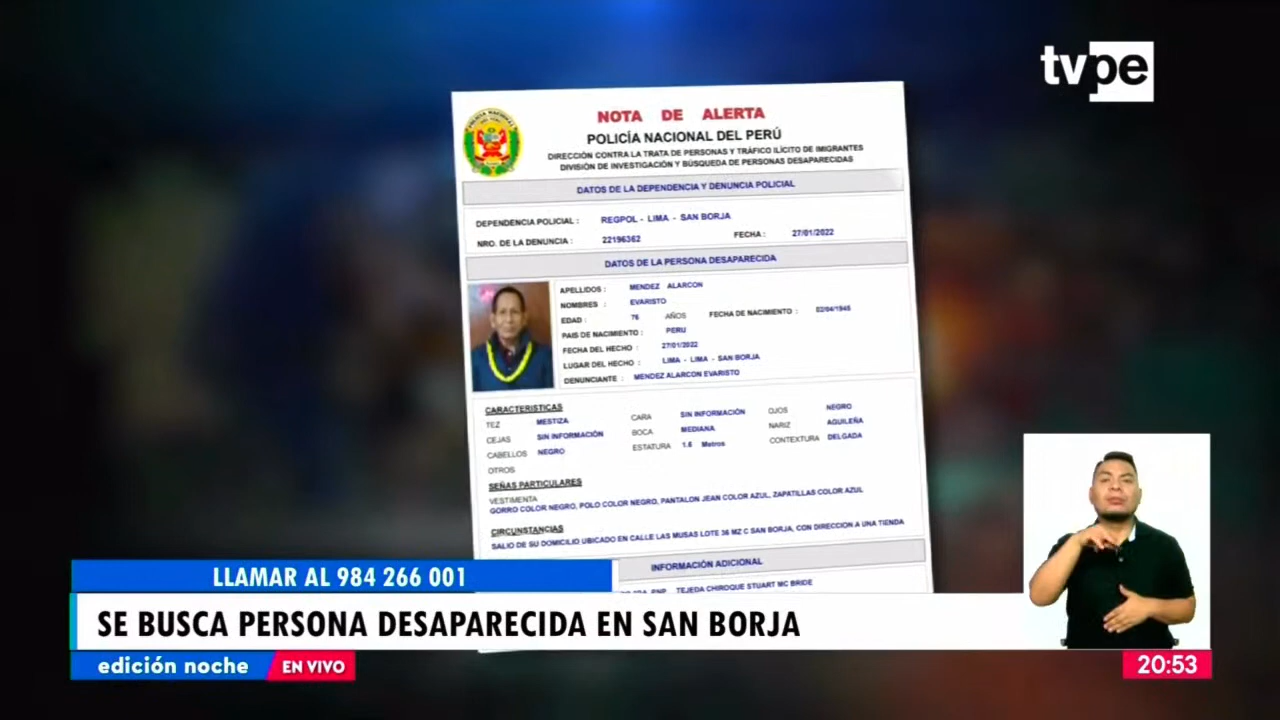 tvpe
NOTA DE ALERTA
POLICÍA NACIONAL DEL PERÚ
DIRECCIÓN CONTRA LA TRATA DE PERSONAS Y TRÁFICO ILÍCITO DE IMIGRANTES
DIVISIÓN DE INVESTIGACIÓN Y BÚSQUEDA DE PERSONAS DESAPARECIDAS
DATOS DE LA DEPENDENCIA Y DENUNCIA POLICIAL
DEPENDENCIA POLICIAL : REGPOL - LIMA - SAN BORJA
NRO. DE LA DENUNCIA : 22196362 FECHA : 27/01/2022
DATOS DE LA PERSONA DESAPARECIDA
APELLIDOS : MENDEZ ALARCON
NOMBRES : EVARISTO
EDAD : 76 AÑOS FECHA DE NACIMIENTO : 02/04/1945
PAIS DE NACIMIENTO : PERU
FECHA DEL HECHO : 27/01/2022
LUGAR DEL HECHO : LIMA - LIMA - SAN BORJA
DENUNCIANTE : MENDEZ ALARCON EVARISTO
CARACTERISTICAS
TEZ MESTIZA CARA SIN INFORMACIÓN OJOS NEGRO
CEJAS SIN INFORMACIÓN BOCA MEDIANA NARIZ AGUILEÑA
CABELLOS NEGRO ESTATURA 1.6 Metros CONTEXTURA DELGADA
OTROS
SEÑAS PARTICULARES
VESTIMENTA
GORRO COLOR NEGRO, POLO COLOR NEGRO, PANTALON JEAN COLOR AZUL, ZAPATILLAS COLOR AZUL
CIRCUNSTANCIAS
SALIO DE SU DOMICILIO UBICADO EN CALLE LAS MUSAS LOTE 36 MZ C SAN BORJA, CON DIRECCION A UNA TIENDA
INFORMACIÓN ADICIONAL
PNP TEJEDA CHIROQUE STUART MC BRIDE
LLAMAR AL 984 266 001
SE BUSCA PERSONA DESAPARECIDA EN SAN BORJA
edición noche EN VIVO
20:53